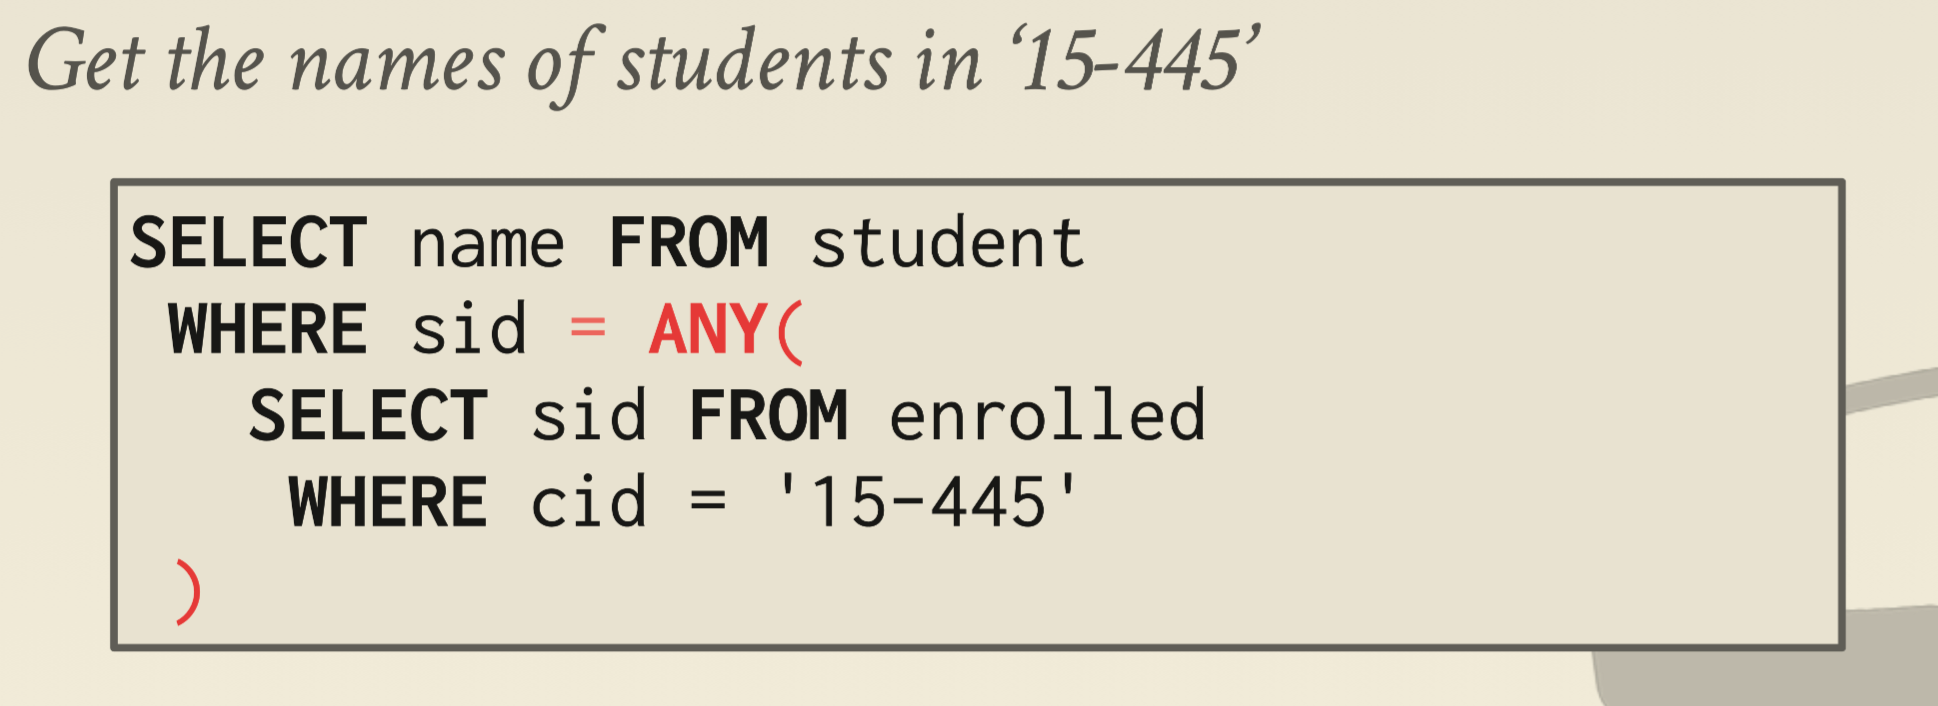 Get the names of students in ‘15-445’
SELECT name FROM student
WHERE sid = ANY(
SELECT sid FROM enrolled
WHERE cid = '15-445'
)